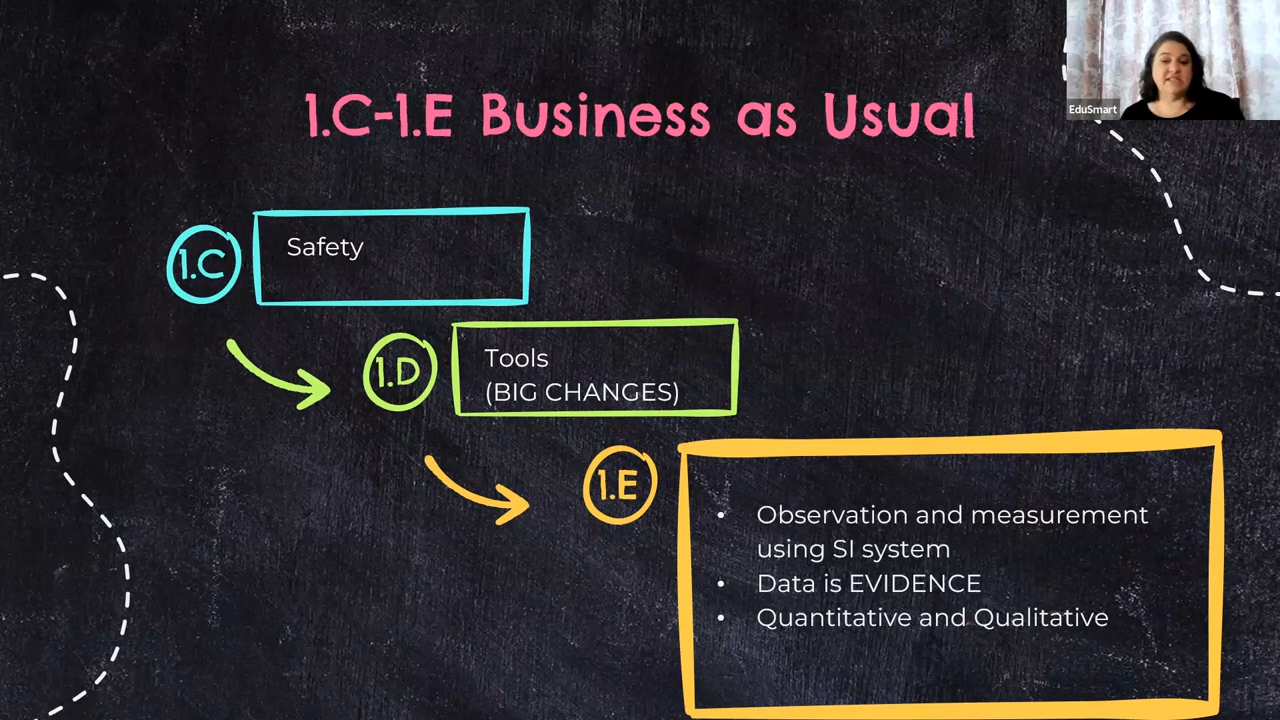 EduSmart
1.C-1.E Business as Usual
1.C
Safety
1.D
Tools
(BIG CHANGES)
1.E
• Observation and measurement
using SI system
• Data is EVIDENCE
• Quantitative and Qualitative